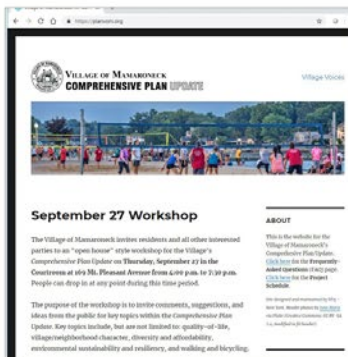 https://planvom.org
VILLAGE OF MAMARONECK
COMPREHENSIVE PLAN UPDATE
Village Voices
September 27 Workshop
The Village of Mamaroneck invites residents and all other interested
parties to an "open house" style workshop for the Village's
Comprehensive Plan Update on Thursday, September 27 in the
Courtroom at 169 Mt. Pleasant Avenue from 4:00 p.m. to 7:30 p.m.
People can drop in at any point during this time period.
The purpose of the workshop is to invite comments, suggestions, and
ideas from the public for key topics within the Comprehensive Plan
Update. Key topics include, but are not limited to: quality-of-life,
village/neighborhood character, diversity and affordability,
environmental sustainability and resiliency, and walking and bicycling.
ABOUT
This is the website for the
Village of Mamaroneck's
Comprehensive Plan Update.
Click here for the Frequently-
Asked Questions (FAQ) page.
Click here for the Project
Schedule.